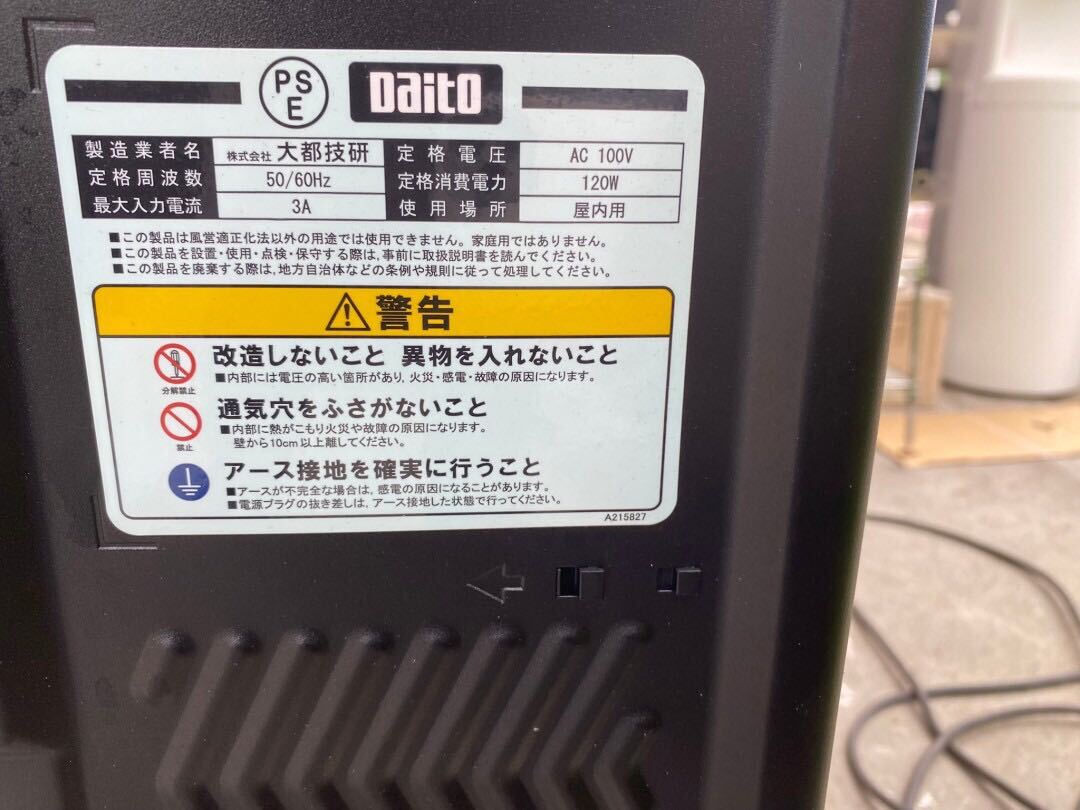 PS
E
Daito
製造業者名 株式会社 大都技研 定格電圧 AC 100V
定格周波数 50/60Hz 定格消費電力 120W
最大入力電流 3A 使用場所 屋内用
■この製品は風営適正化法以外の用途では使用できません。家庭用ではありません。
■この製品を設置・使用・点検・保守する際は,事前に取扱説明書を読んでください。
■この製品を廃棄する際は,地方自治体などの条例や規則に従って処理してください。
警告
改造しないこと 異物を入れないこと
■内部には電圧の高い箇所があり,火災・感電・故障の原因になります。
分解禁止
通気穴をふさがないこと
■内部に熱がこもり火災や故障の原因になります。
壁から10cm以上離してください。
禁止
アース接地を確実に行うこと
■アースが不完全な場合は,感電の原因になることがあります。
■電源プラグの抜き差しは,アース接地した状態で行ってください。
A215827